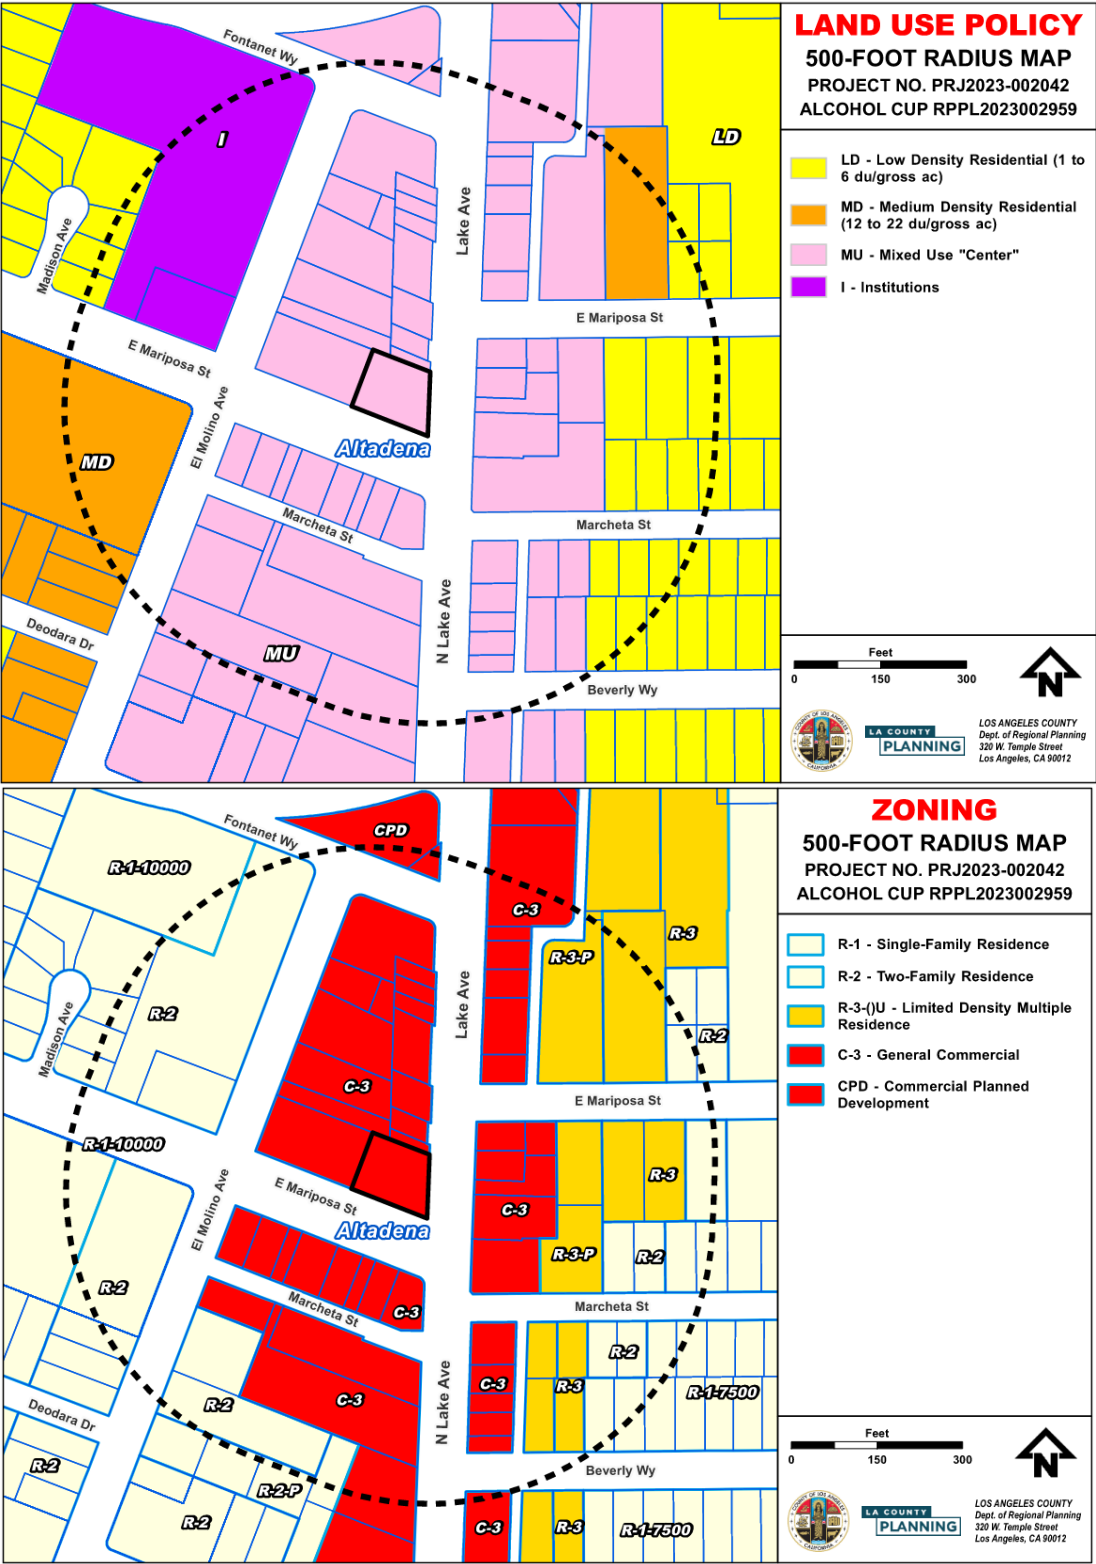 LAND USE POLICY
500-FOOT RADIUS MAP
PROJECT NO. PRJ2023-002042
ALCOHOL CUP RPPL2023002959
LD - Low Density Residential (1 to
6 du/gross ac)
MD - Medium Density Residential
(12 to 22 du/gross ac)
MU - Mixed Use "Center"
I - Institutions
Fontanet Wy
I
LD
Lake Ave
Madison Ave
E Mariposa St
E Mariposa St
El Molino Ave
Altadena
MD
Marcheta St
Marcheta St
N Lake Ave
Deodara Dr
MU
Beverly Wy
Feet
0 150 300
N
COUNTY OF LOS ANGELES
CALIFORNIA
LA COUNTY
PLANNING
LOS ANGELES COUNTY
Dept. of Regional Planning
320 W. Temple Street
Los Angeles, CA 90012
ZONING
500-FOOT RADIUS MAP
PROJECT NO. PRJ2023-002042
ALCOHOL CUP RPPL2023002959
R-1 - Single-Family Residence
R-2 - Two-Family Residence
R-3-()U - Limited Density Multiple
Residence
C-3 - General Commercial
CPD - Commercial Planned
Development
Fontanet Wy
CPD
R-1-10000
C-3
R-3
R-3-P
Lake Ave
R-2
Madison Ave
R-2
C-3
E Mariposa St
R-1-10000
R-3
El Molino Ave
E Mariposa St
C-3
Altadena
R-3-P
R-2
R-2
Marcheta St
C-3
Marcheta St
R-2
C-3
R-3
R-1-7500
N Lake Ave
R-2
C-3
Deodara Dr
R-2
R-2-P
Beverly Wy
R-2
C-3
R-3
R-1-7500
Feet
0 150 300
N
COUNTY OF LOS ANGELES
CALIFORNIA
LA COUNTY
PLANNING
LOS ANGELES COUNTY
Dept. of Regional Planning
320 W. Temple Street
Los Angeles, CA 90012